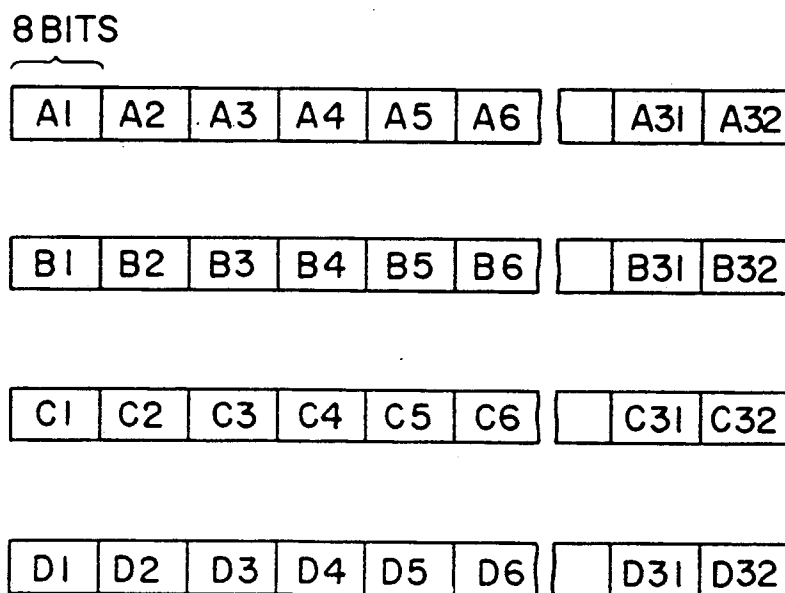 8 BITS
A1 A2 A3 A4 A5 A6 A31 A32
B1 B2 B3 B4 B5 B6 B31 B32
C1 C2 C3 C4 C5 C6 C31 C32
D1 D2 D3 D4 D5 D6 D31 D32